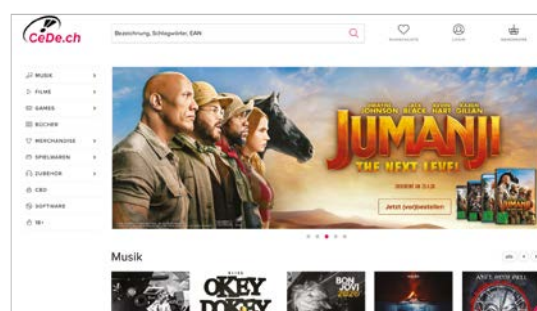 CeDe.ch
Bezeichnung, Schlagwörter, EAN
WUNSCHLISTE
LOGIN
WARENKORB
MUSIK
FILME
GAMES
BÜCHER
MERCHANDISE
SPIELWAREN
ZUBEHÖR
CBD
SOFTWARE
18+
DWAYNE JOHNSON
JACK BLACK
KEVIN HART
KAREN GILLAN
JUMANJI
THE NEXT LEVEL
Jetzt (vor)bestellen
Musik
alle
OKEY
DOKEY
BON
JOVI
2020